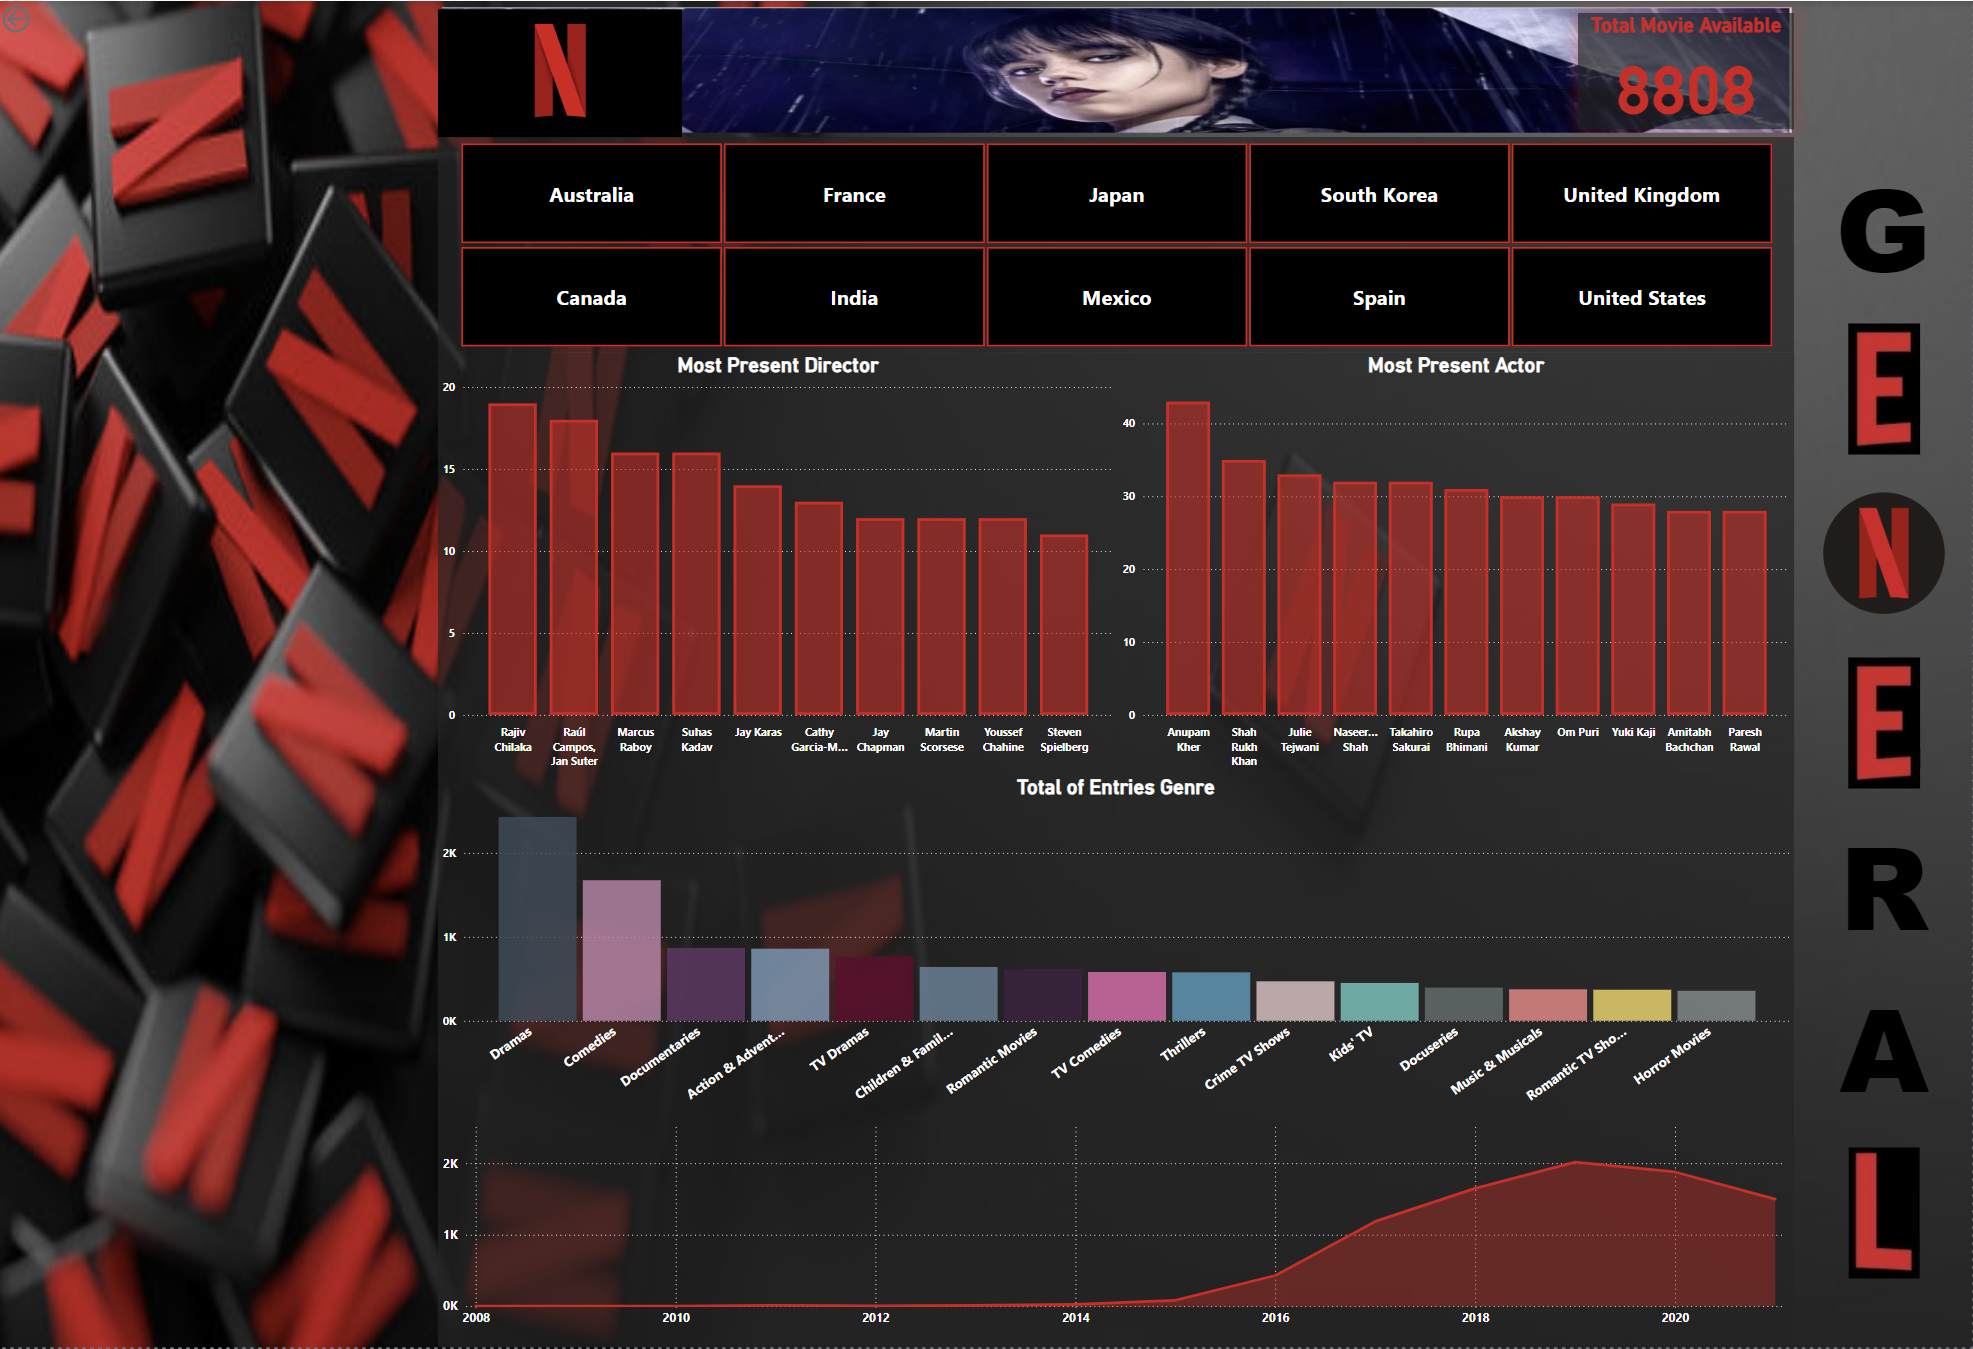 N
Total Movie Available
8808
Australia
France
Japan
South Korea
United Kingdom
Canada
India
Mexico
Spain
United States
Most Present Director
20
15
10
5
0
Rajiv
Chilaka
Raúl
Campos,
Jan Suter
Marcus
Raboy
Suhas
Kadav
Jay Karas
Cathy
Garcia-M...
Jay
Chapman
Martin
Scorsese
Youssef
Chahine
Steven
Spielberg
Most Present Actor
40
30
20
10
0
Anupam
Kher
Shah
Rukh
Khan
Julie
Tejwani
Naseer...
Shah
Takahiro
Sakurai
Rupa
Bhimani
Akshay
Kumar
Om Puri
Yuki Kaji
Amitabh
Bachchan
Paresh
Rawal
Total of Entries Genre
2K
1K
0K
Dramas
Comedies
Documentaries
Action & Advent...
TV Dramas
Children & Famil...
Romantic Movies
TV Comedies
Thrillers
Crime TV Shows
Kids' TV
Docuseries
Music & Musicals
Romantic TV Sho...
Horror Movies
2K
1K
0K
2008
2010
2012
2014
2016
2018
2020
G
E
N
E
R
A
L